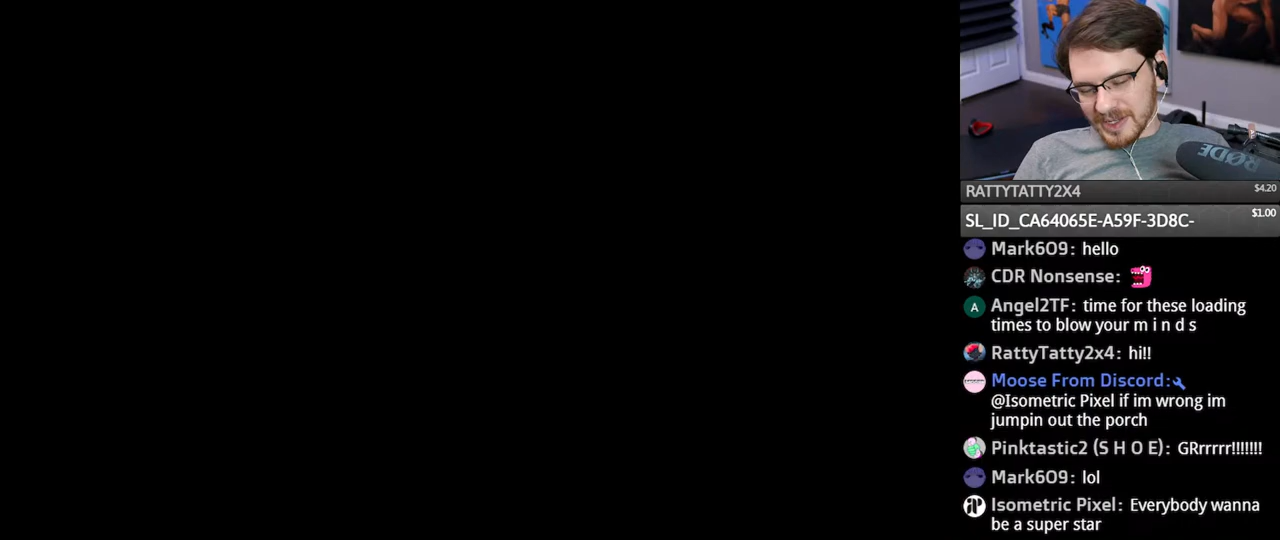 RØDE
RATTYTATTY2X4
$4.20
SL_ID_CA64065E-A59F-3D8C-
$1.00
Mark609: hello
CDR Nonsense:
A
Angel2TF: time for these loading
times to blow your m i n d s
RattyTatty2x4: hi!!
Moose From Discord:
@Isometric Pixel if im wrong im
jumpin out the porch
Pinktastic2 (S H O E): GRrrrrr!!!!!!!
Mark609: lol
Isometric Pixel: Everybody wanna
be a super star